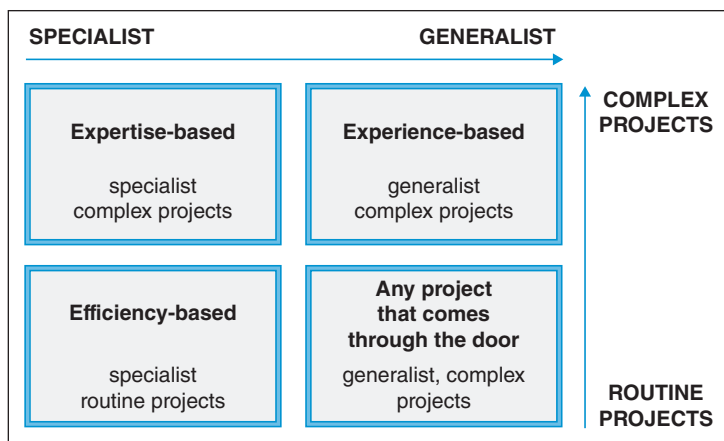 SPECIALIST GENERALIST
COMPLEX
PROJECTS
Expertise-based
specialist
complex projects
Experience-based
generalist
complex projects
Efficiency-based
specialist
routine projects
Any project
that comes
through the door
generalist, complex
projects
ROUTINE
PROJECTS